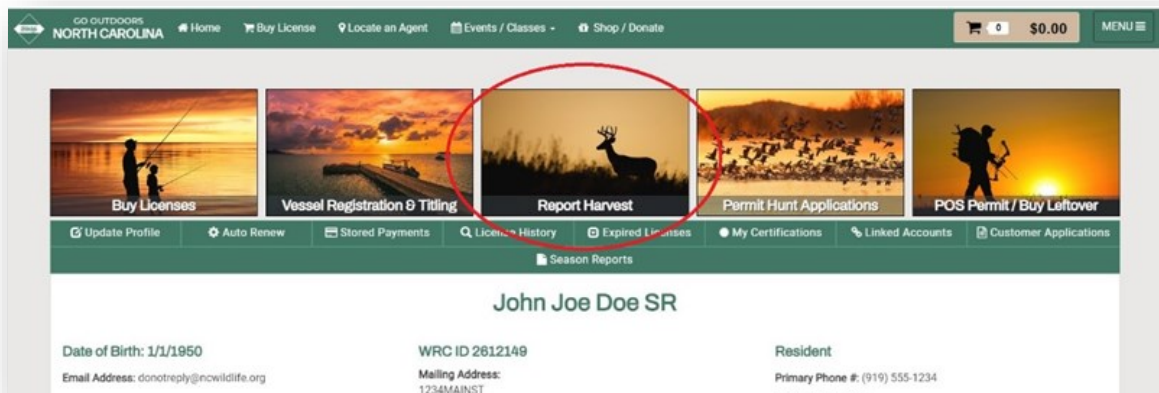 GO OUTDOORS
NORTH CAROLINA
Home
Buy License
Locate an Agent
Events / Classes
Shop / Donate
0
$0.00
MENU
Buy Licenses
Vessel Registration & Titling
Report Harvest
Permit Hunt Applications
POS Permit / Buy Leftover
Update Profile
Auto Renew
Stored Payments
License History
Expired Licenses
My Certifications
Linked Accounts
Customer Applications
Season Reports
John Joe Doe SR
Date of Birth: 1/1/1950
WRC ID 2612149
Resident
Email Address: donotreply@ncwildlife.org
Mailing Address:
Primary Phone #: (919) 555-1234
1234MAINST